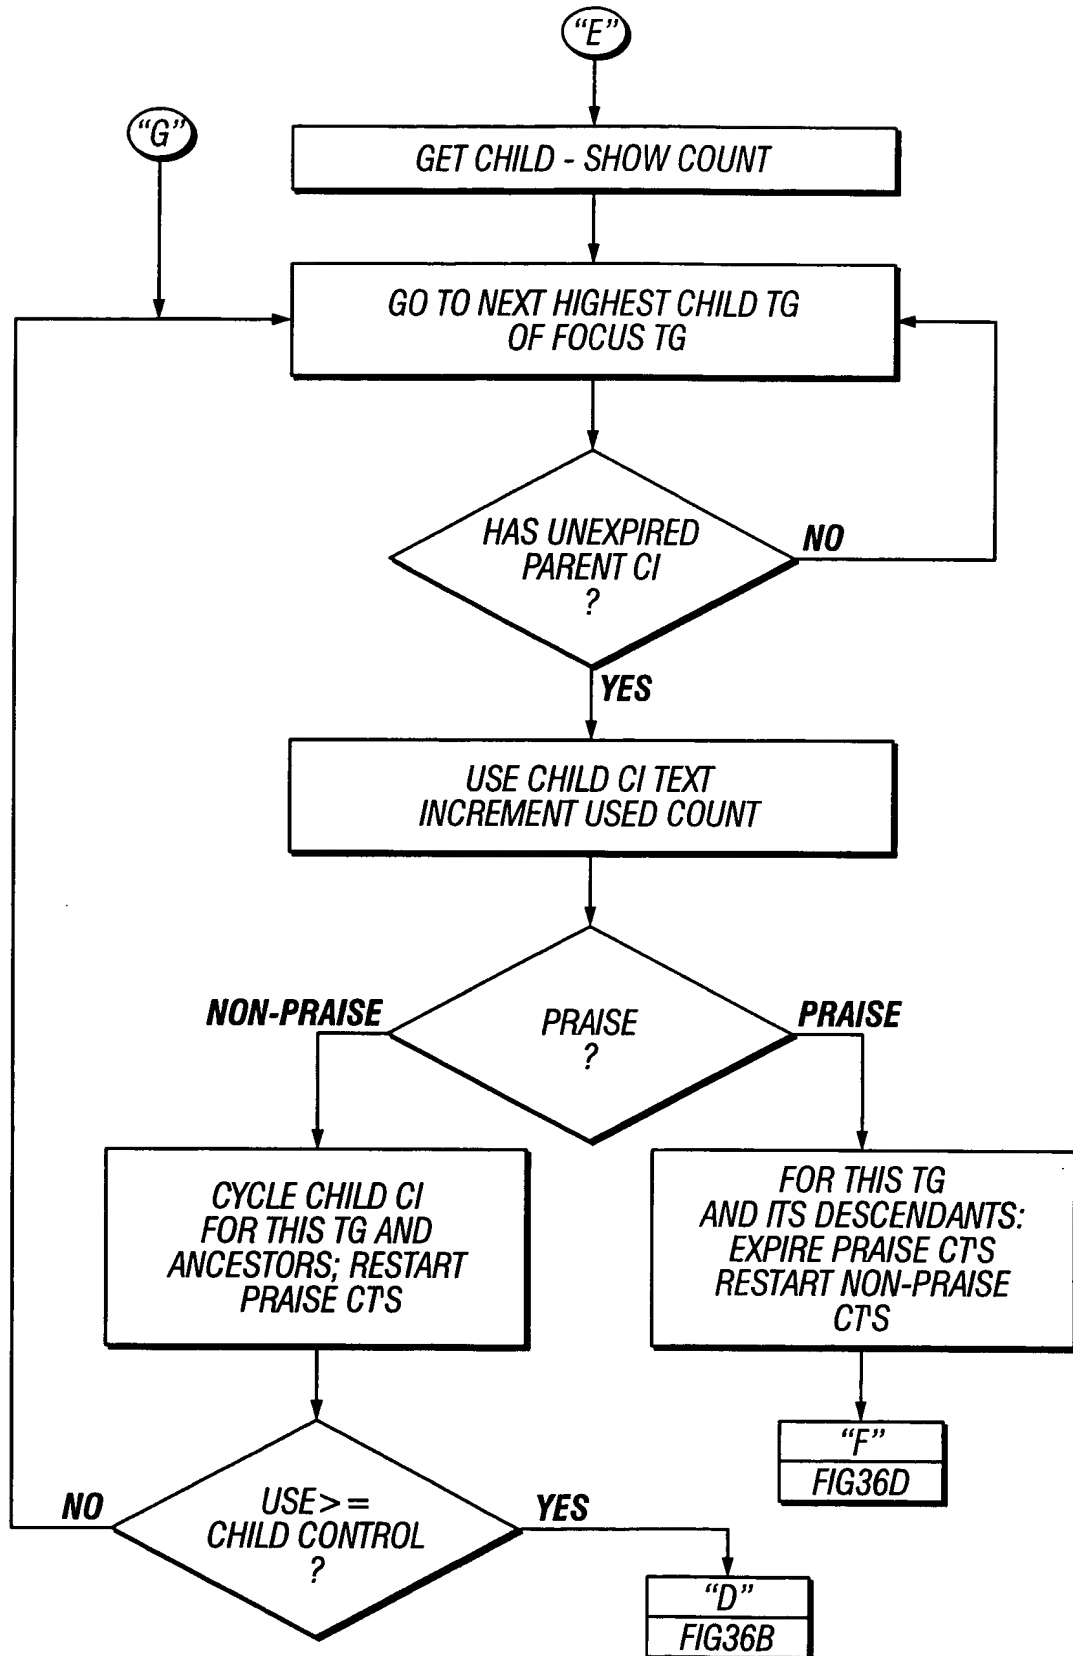 “E”
“G”
GET CHILD - SHOW COUNT
GO TO NEXT HIGHEST CHILD TG
OF FOCUS TG
HAS UNEXPIRED
PARENT CI
?
NO
YES
USE CHILD CI TEXT
INCREMENT USED COUNT
NON-PRAISE
PRAISE
?
PRAISE
CYCLE CHILD CI
FOR THIS TG AND
ANCESTORS; RESTART
PRAISE CT'S
FOR THIS TG
AND ITS DESCENDANTS:
EXPIRE PRAISE CT'S
RESTART NON-PRAISE
CT'S
“F”
FIG36D
NO
USE > =
CHILD CONTROL
?
YES
“D”
FIG36B